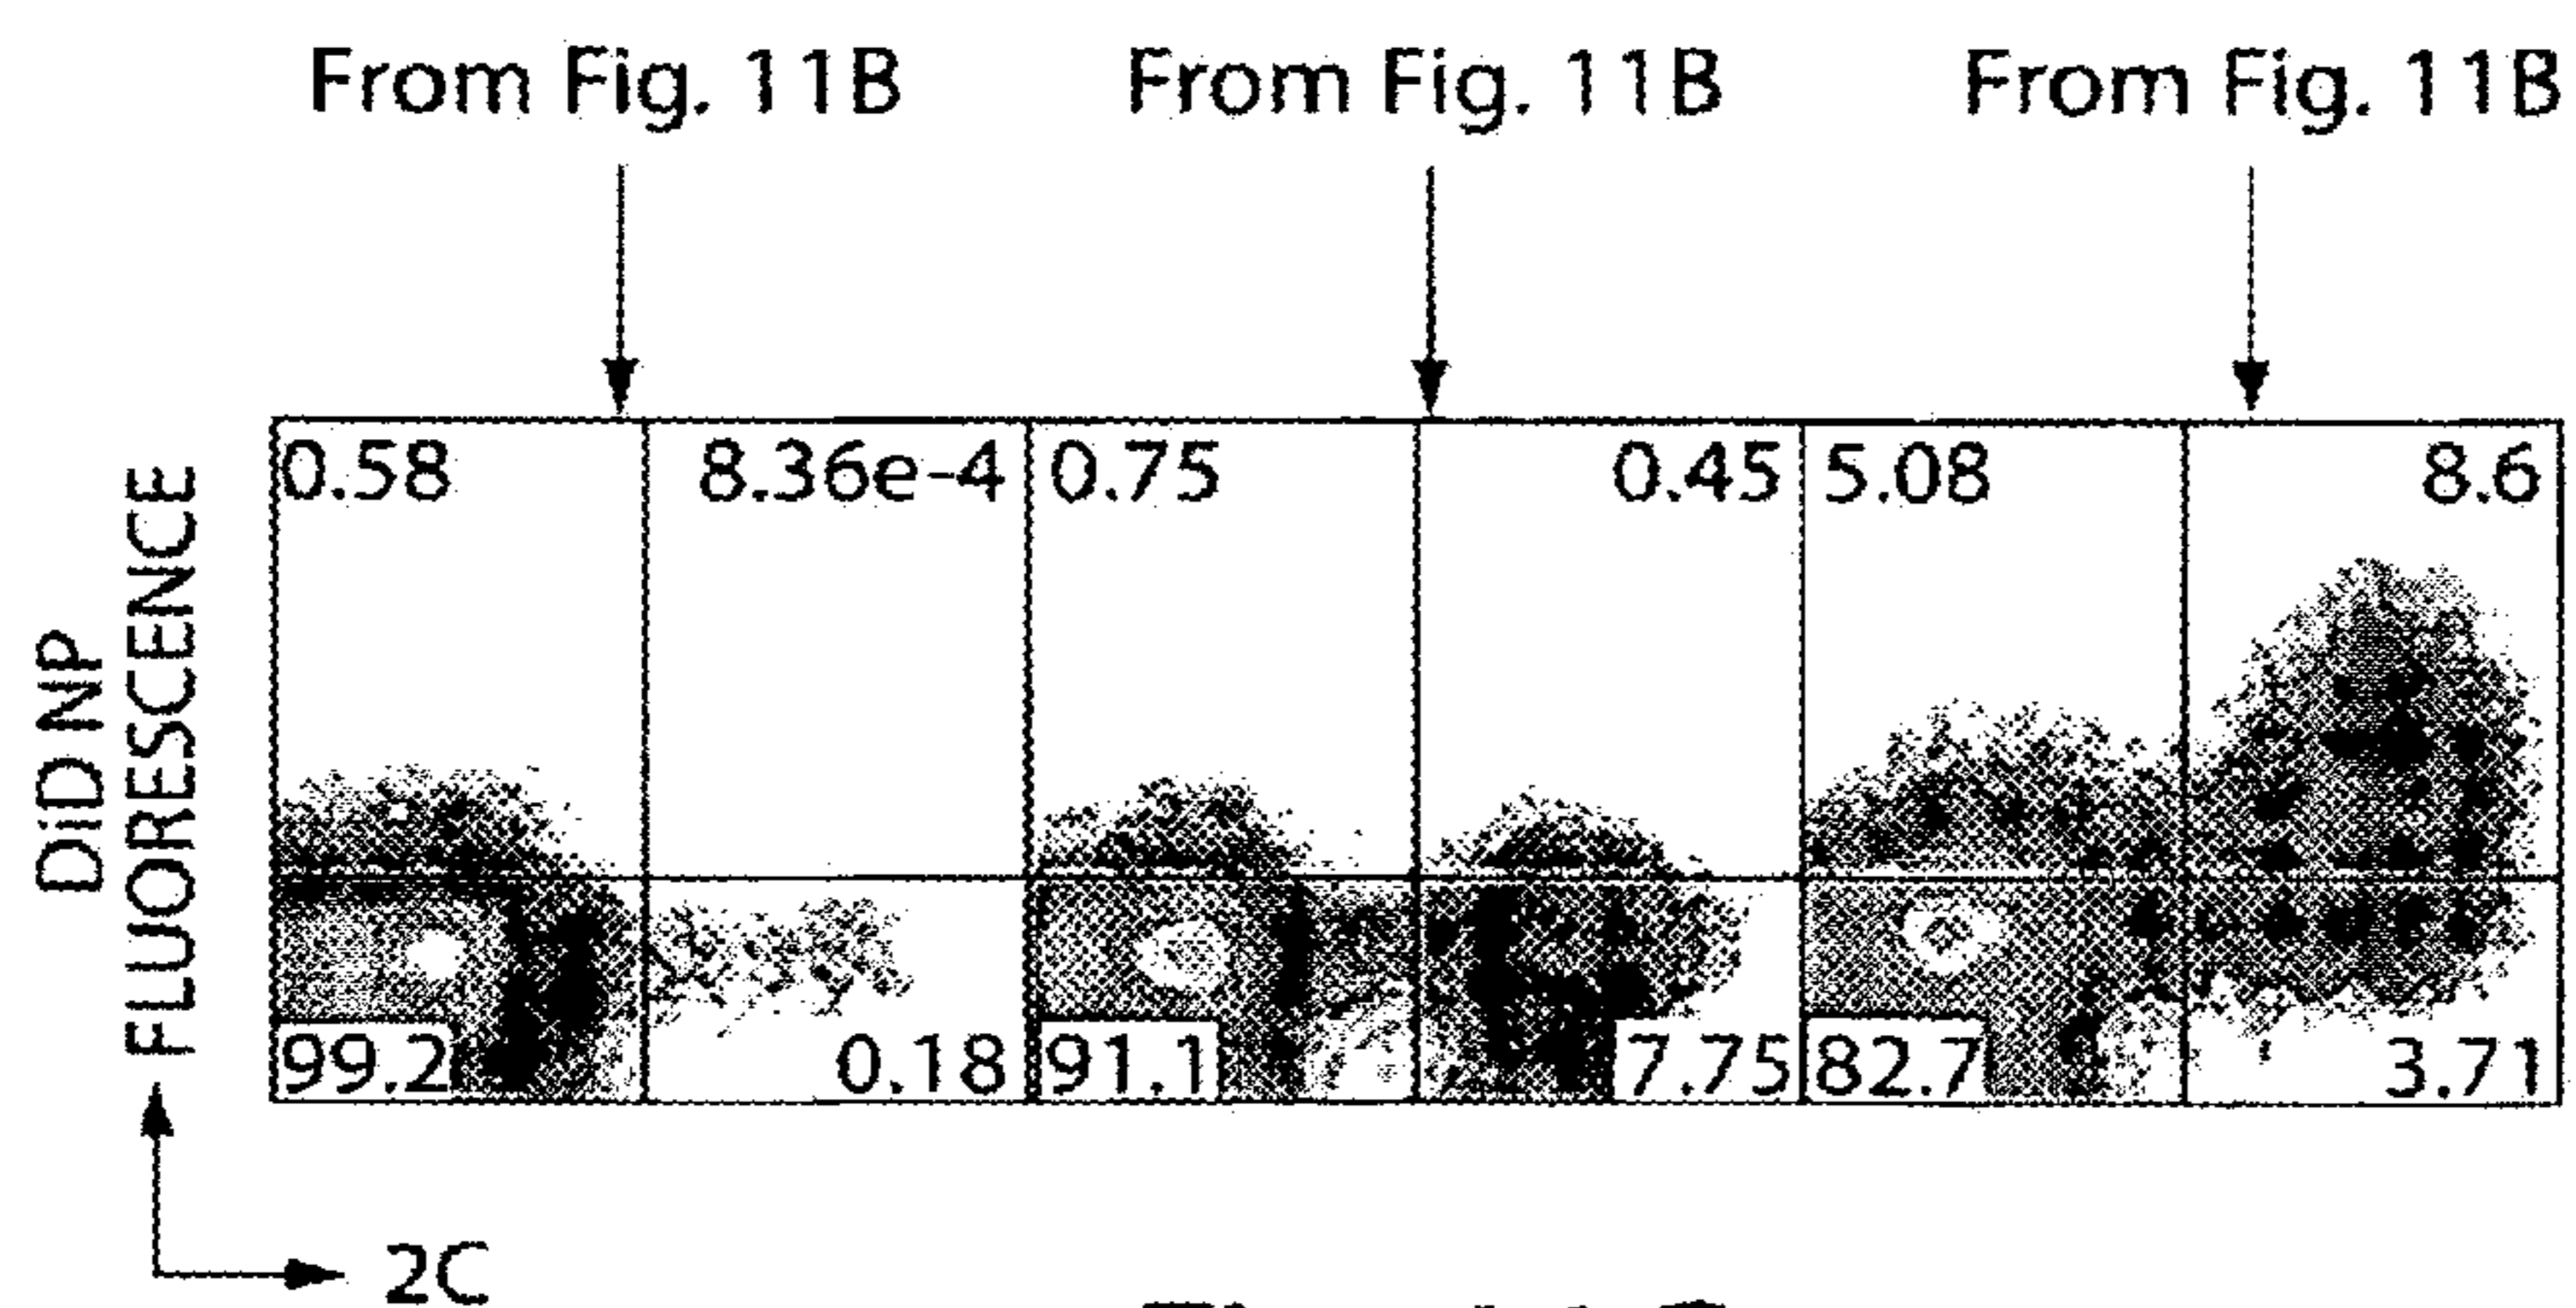 From Fig. 11B From Fig. 11B From Fig. 11B
0.58 8.36e-4 0.75 0.45 5.08 8.6
DiD NP
FLUORESCENCE
99.2 0.18 91.1 7.75 82.7 3.71
2C